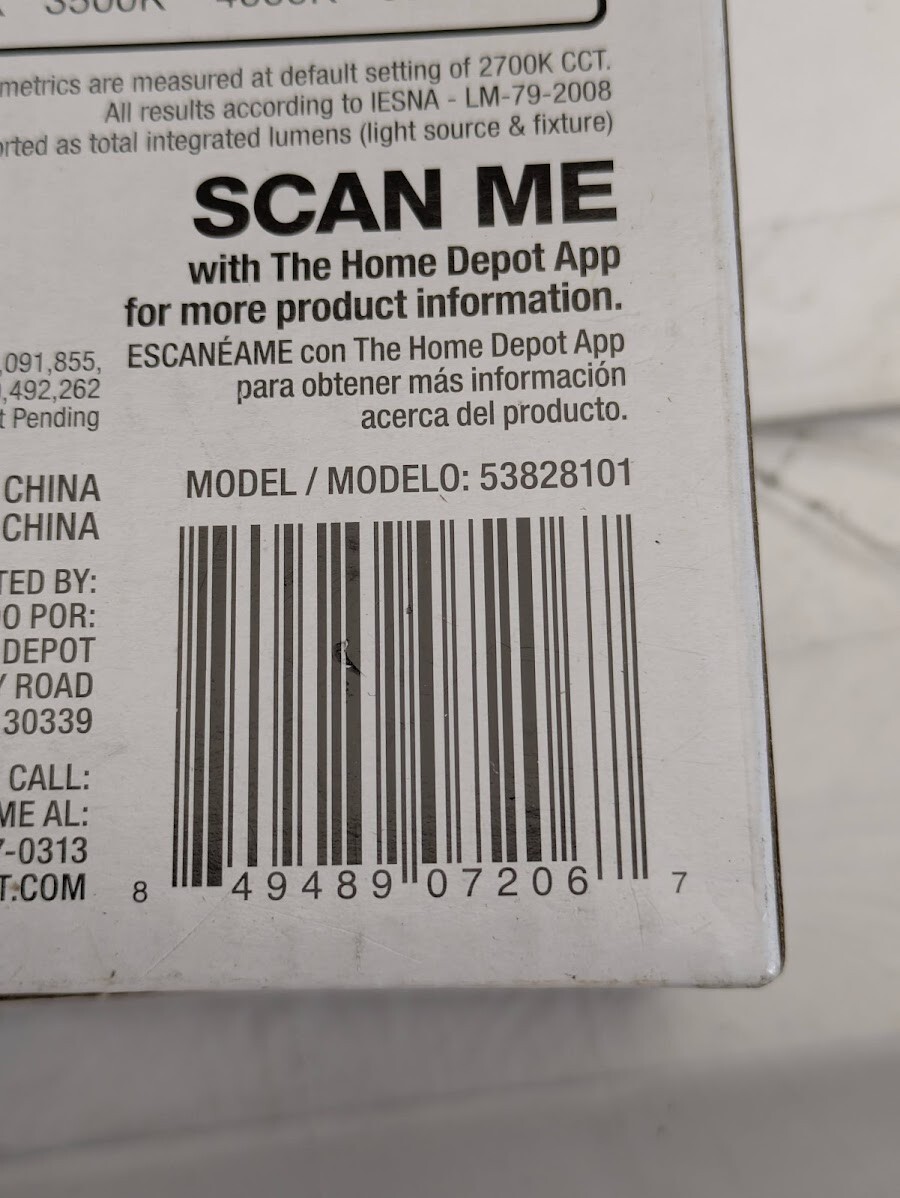 3500K
metrics are measured at default setting of 2700K CCT.
All results according to IESNA - LM-79-2008
as total integrated lumens (light source & fixture)
SCAN ME
with The Home Depot App
for more product information.
ESCANÉAME con The Home Depot App
para obtener más información
acerca del producto.
,091,855,
,492,262
t Pending
CHINA
CHINA
TED BY:
O POR:
DEPOT
ROAD
30339
CALL:
ME AL:
-0313
T.COM
MODEL / MODELO: 53828101
8 49489 07206 7